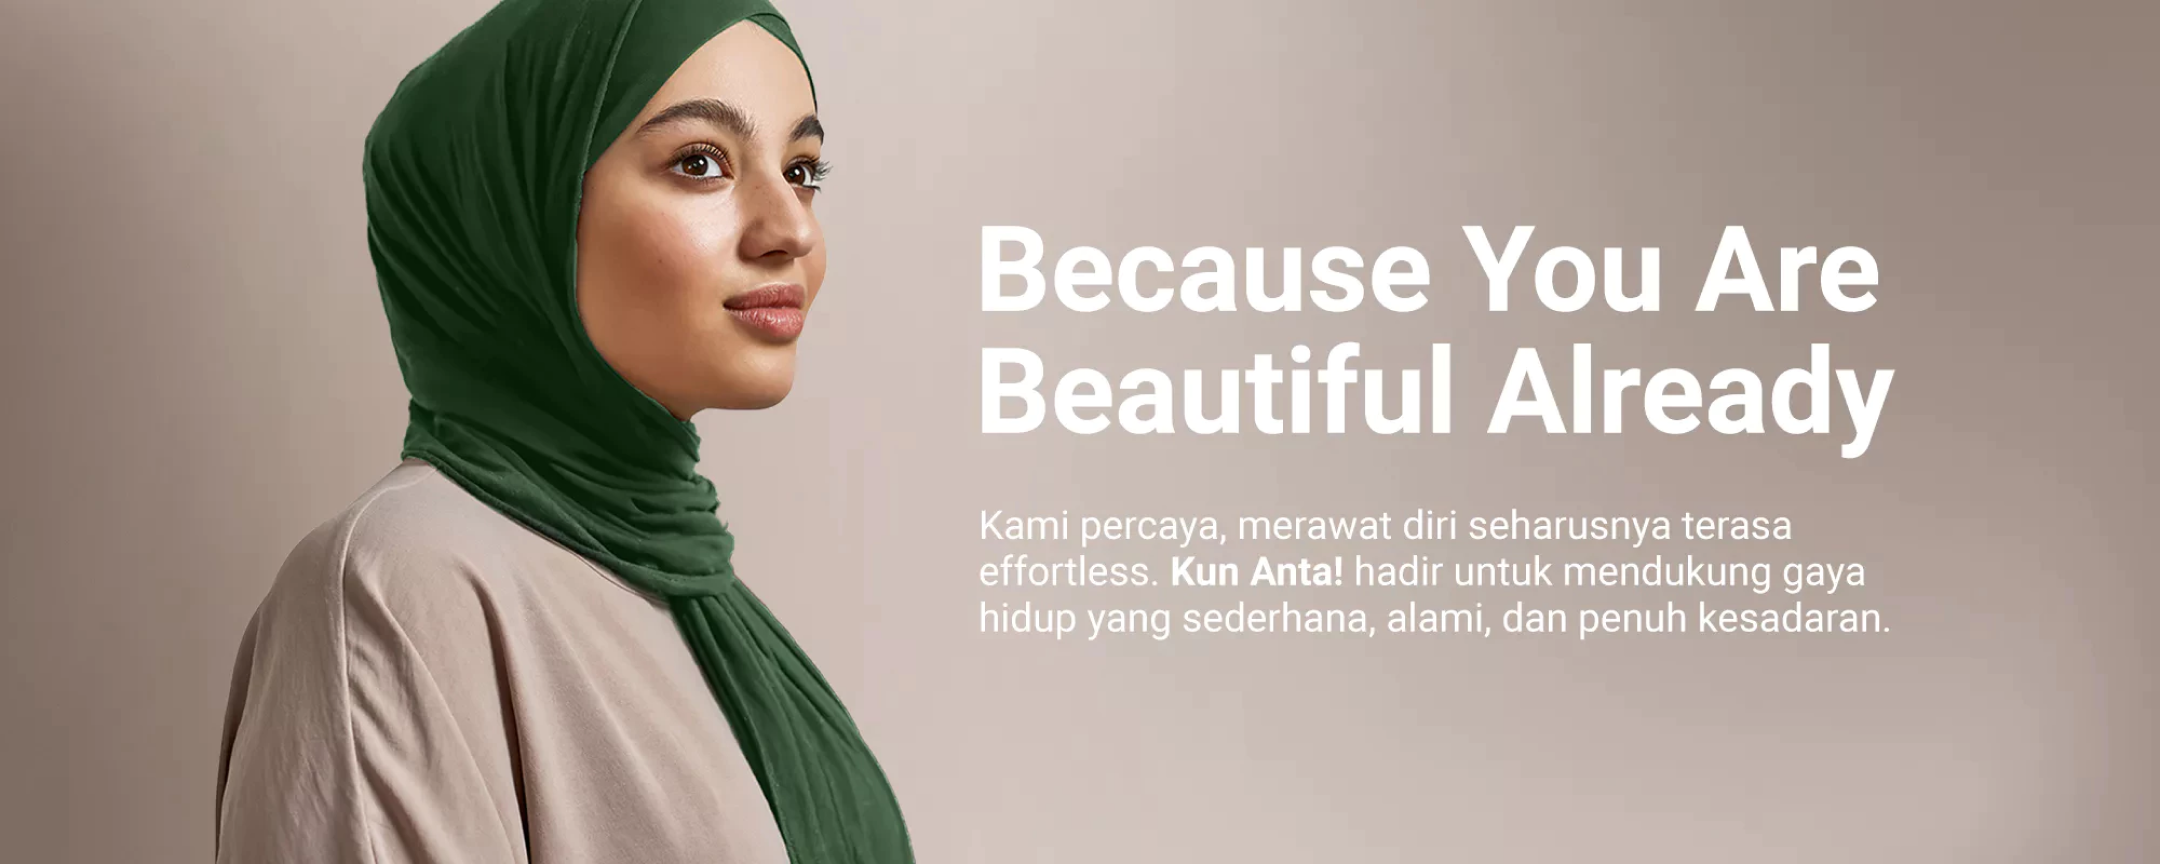 Because You Are
Beautiful Already
Kami percaya, merawat diri seharusnya terasa
effortless. Kun Anta! hadir untuk mendukung gaya
hidup yang sederhana, alami, dan penuh kesadaran.